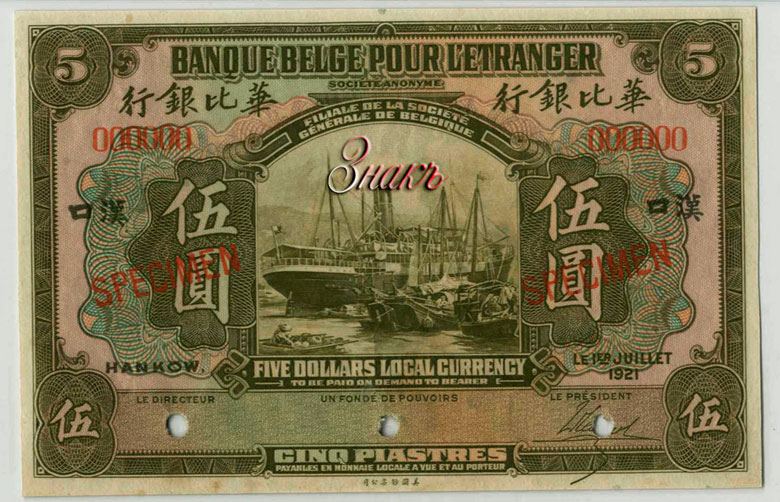 5 BANQUE BELGE POUR L'ETRANGER 5
SOCIÉTÉ ANONYME
行銀比華 行銀比華
FILIALE DE LA SOCIÉTÉ
GÉNÉRALE DE BELGIQUE
000000 000000
Знакъ
伍圓 伍圓
口漢 口漢
SPECIMEN SPECIMEN
HANKOW. LE 1ER JUILLET
1921
FIVE DOLLARS LOCAL CURRENCY
TO BE PAID ON DEMAND TO BEARER
LE DIRECTEUR UN FONDÉ DE POUVOIRS LE PRÉSIDENT
伍 伍
CINQ PIASTRES
PAYABLES EN MONNAIE LOCALE A VUE ET AU PORTEUR